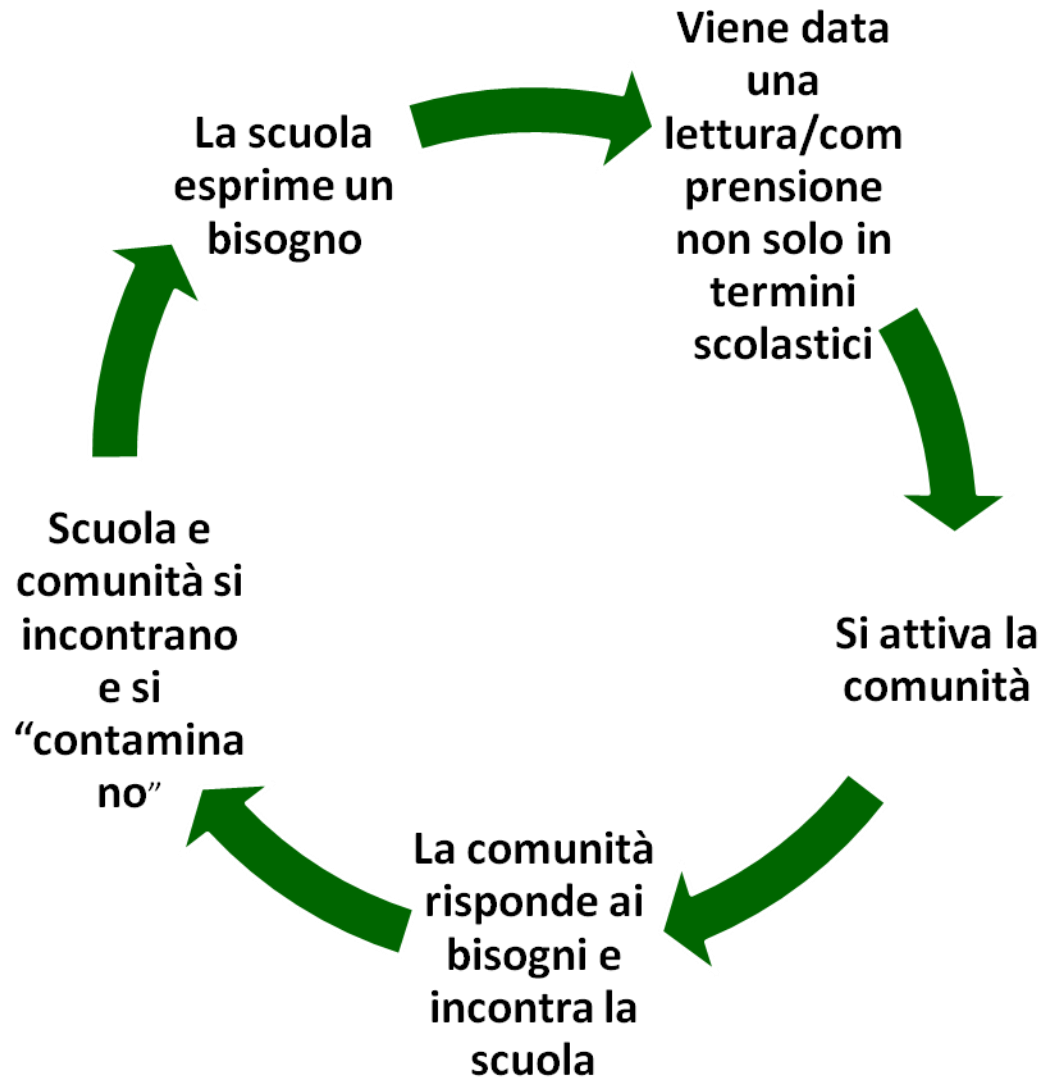 La scuola
esprime un
bisogno
Viene data
una
lettura/com
prensione
non solo in
termini
scolastici
Si attiva la
comunità
La comunità
risponde ai
bisogni e
incontra la
scuola
Scuola e
comunità si
incontrano
e si
“contamina
no”